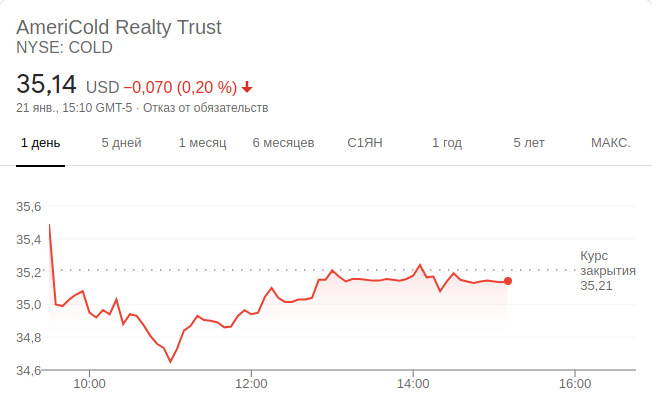 AmeriCold Realty Trust
NYSE: COLD
35,14 USD −0,070 (0,20 %)
21 янв., 15:10 GMT-5 · Отказ от обязательств
1 день 5 дней 1 месяц 6 месяцев С1ЯН 1 год 5 лет МАКС.
35,6
35,4
Курс
35,2 закрытия
35,21
35,0
34,8
34,6
10:00 12:00 14:00 16:00